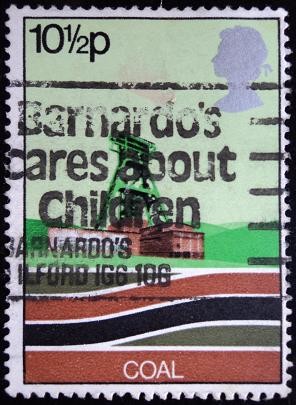 10½p
Barnardo's
cares about
Children
BARNARDO'S
ILFORD IG6 1QG
COAL